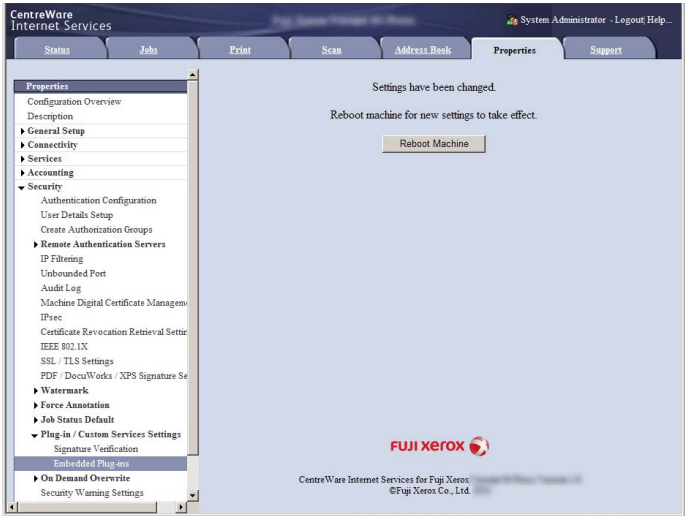 CentreWare
Internet Services
System Administrator - Logout| Help...
Status Jobs Print Scan Address Book Properties Support
Properties
Configuration Overview
Description
General Setup
Connectivity
Services
Accounting
Security
Authentication Configuration
User Details Setup
Create Authorization Groups
Remote Authentication Servers
IP Filtering
Unbounded Port
Audit Log
Machine Digital Certificate Managem
IPsec
Certificate Revocation Retrieval Settin
IEEE 802.1X
SSL / TLS Settings
PDF / DocuWorks / XPS Signature Se
Watermark
Force Annotation
Job Status Default
Plug-in / Custom Services Settings
Signature Verification
Embedded Plug-ins
On Demand Overwrite
Security Warning Settings
Settings have been changed.
Reboot machine for new settings to take effect.
Reboot Machine
FUJI XEROX
CentreWare Internet Services for Fuji Xerox
©Fuji Xerox Co., Ltd.